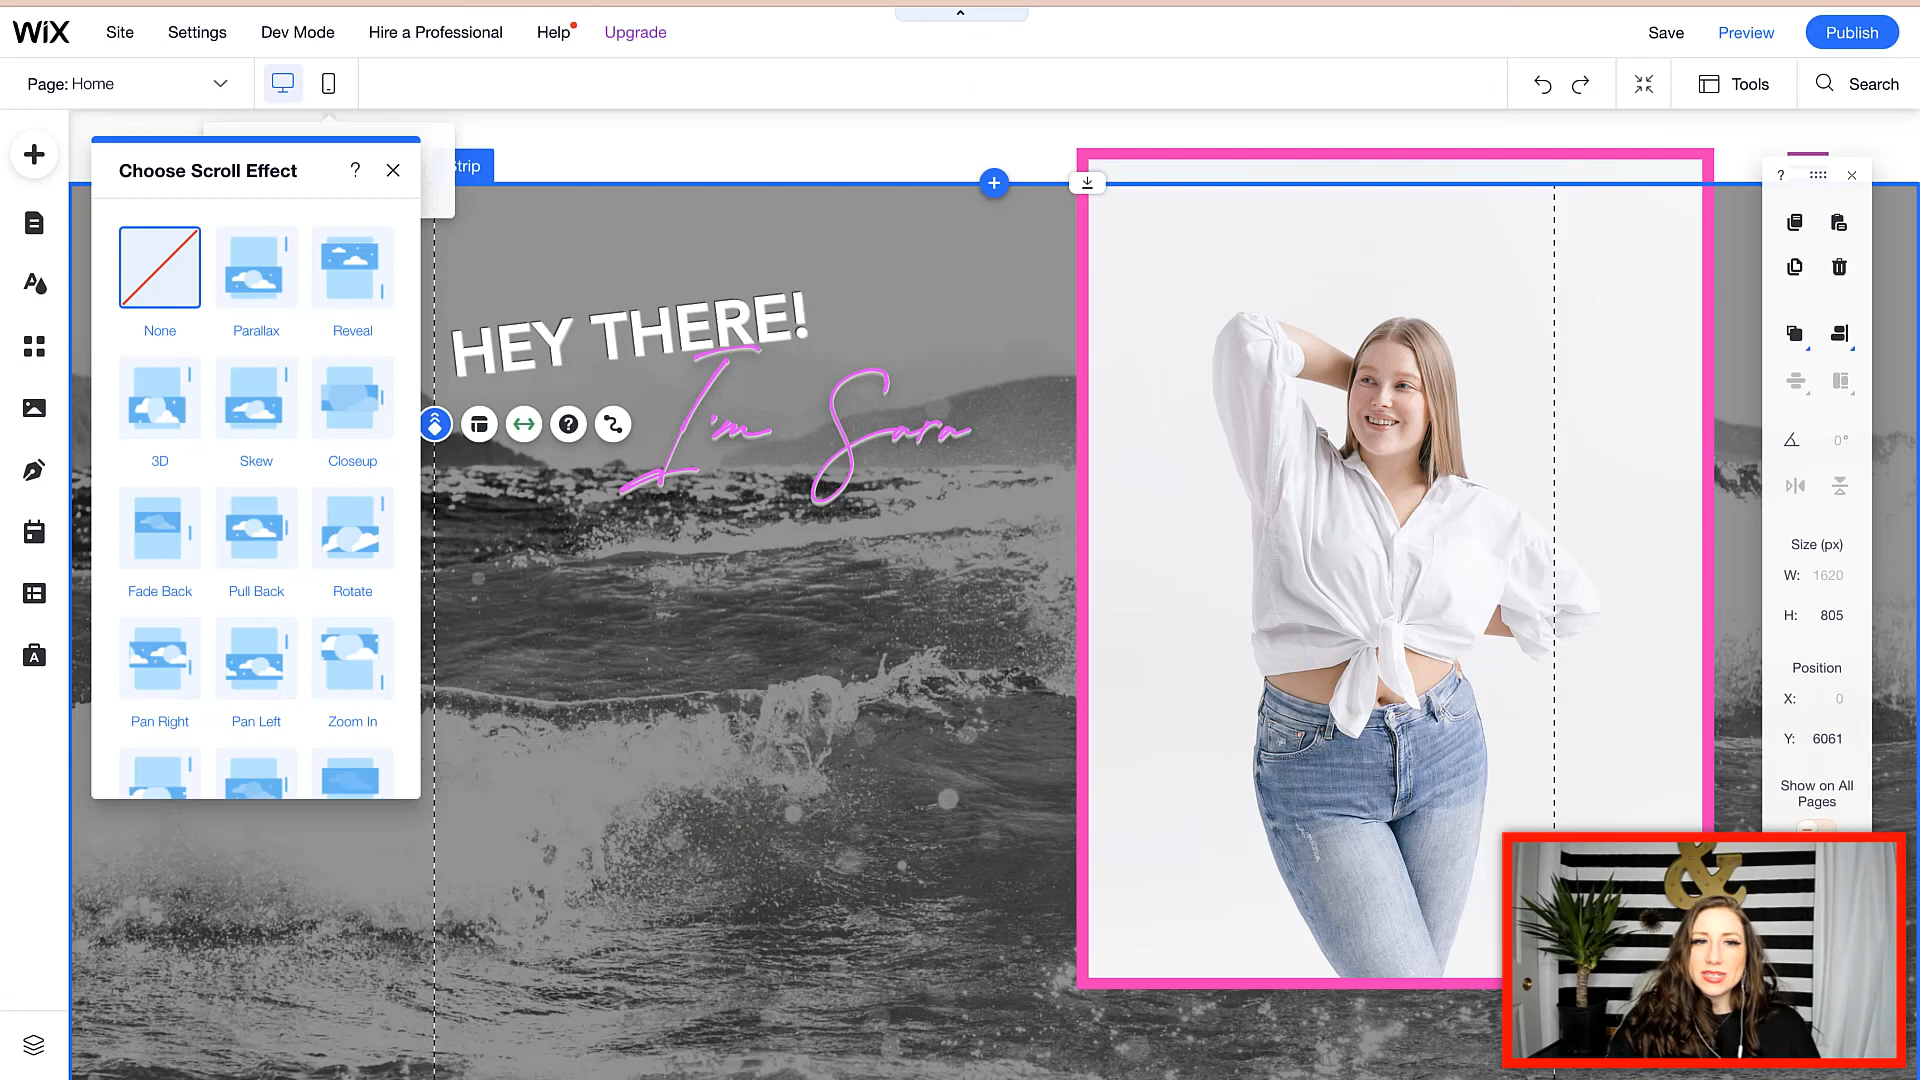 WiX Site Settings Dev Mode Hire a Professional Help Upgrade Save Preview Publish
Page: Home Tools Search
Choose Scroll Effect ?
Strip
?
None Parallax Reveal
3D Skew Closeup
Fade Back Pull Back Rotate
Pan Right Pan Left Zoom In
HEY THERE!
I'm Sara
0°
Size (px)
W: 1620
H: 805
Position
X: 0
Y: 6061
Show on All
Pages
&